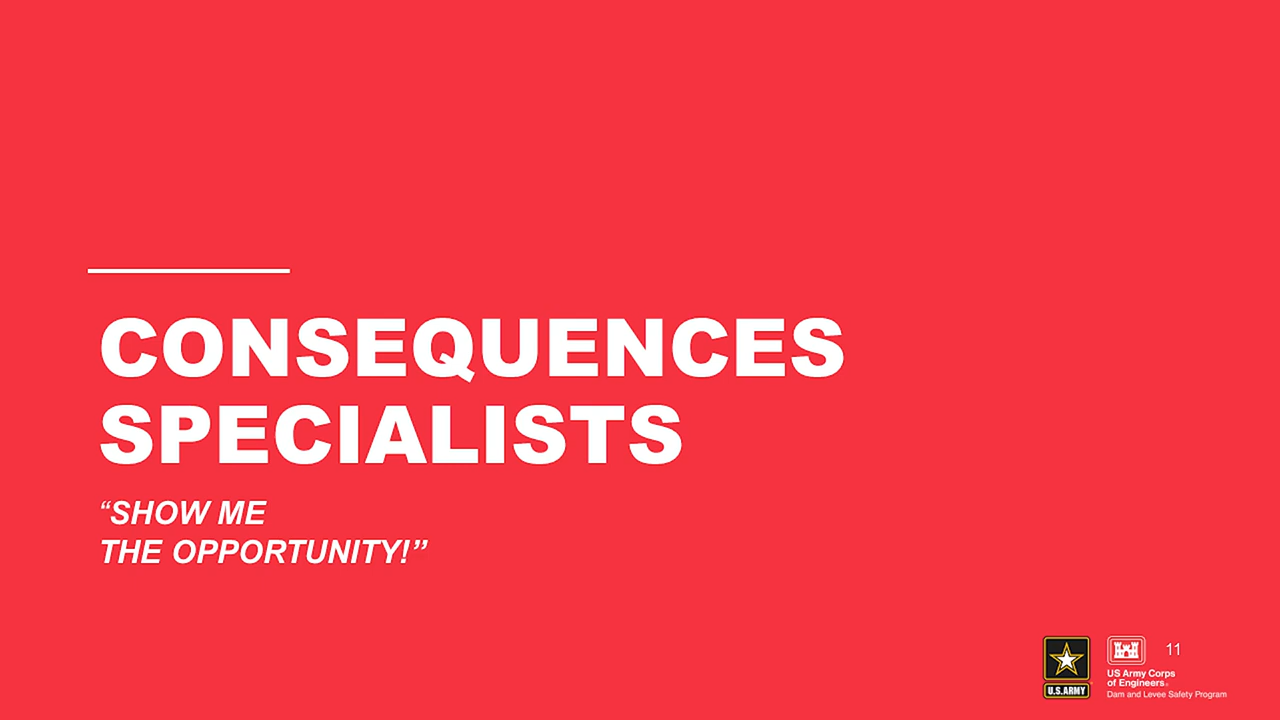 CONSEQUENCES
SPECIALISTS
“SHOW ME
THE OPPORTUNITY!”
11
US Army Corps
of Engineers®
Dam and Levee Safety Program
U.S.ARMY